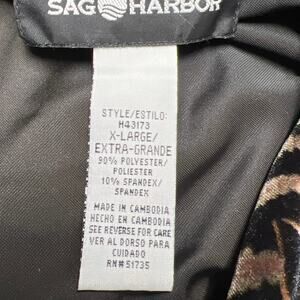 SAG HARBOR
STYLE/ESTILO:
H43173
X-LARGE/
EXTRA-GRANDE
90% POLYESTER/
POLIESTER
10% SPANDEX/
SPANDEX
MADE IN CAMBODIA
HECHO EN CAMBODIA
SEE REVERSE FOR CARE
VER AL DORSO PARA
CUIDADO
RN#51735